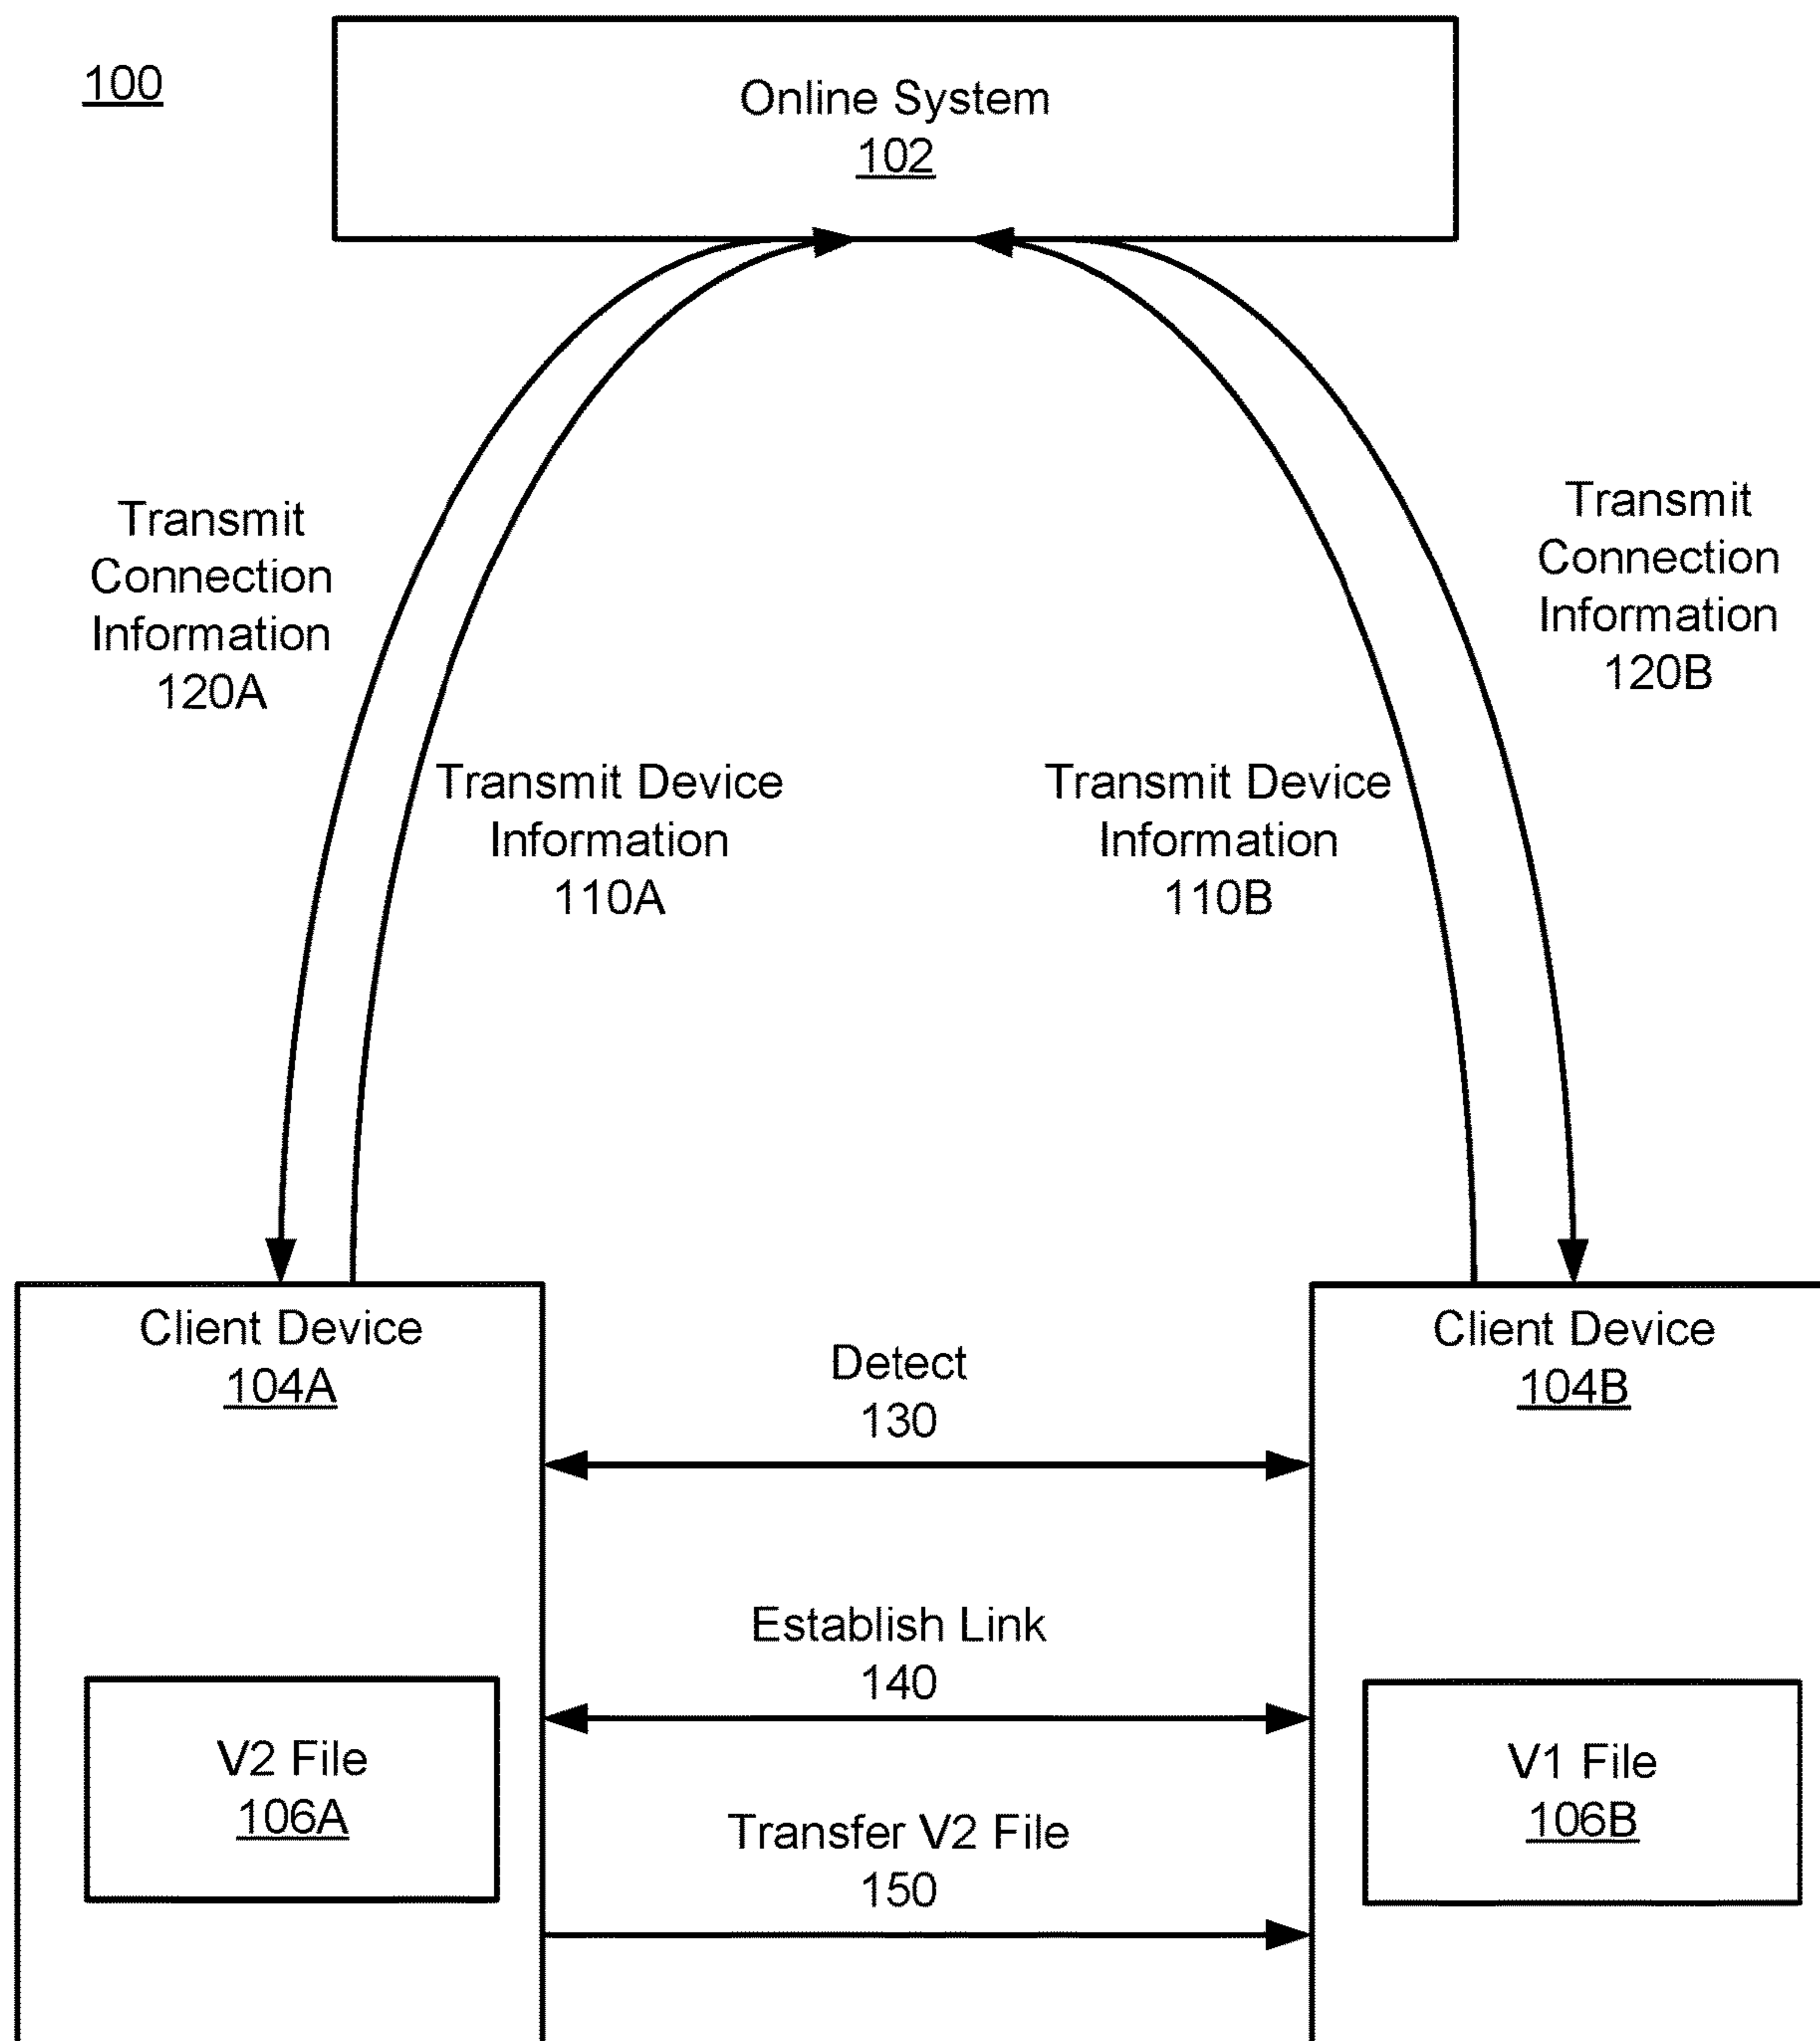 100
Online System
102
Transmit
Connection
Information
120A
Transmit
Connection
Information
120B
Transmit Device
Information
110A
Transmit Device
Information
110B
Client Device
104A
Detect
130
Client Device
104B
Establish Link
140
V2 File
106A
V1 File
106B
Transfer V2 File
150